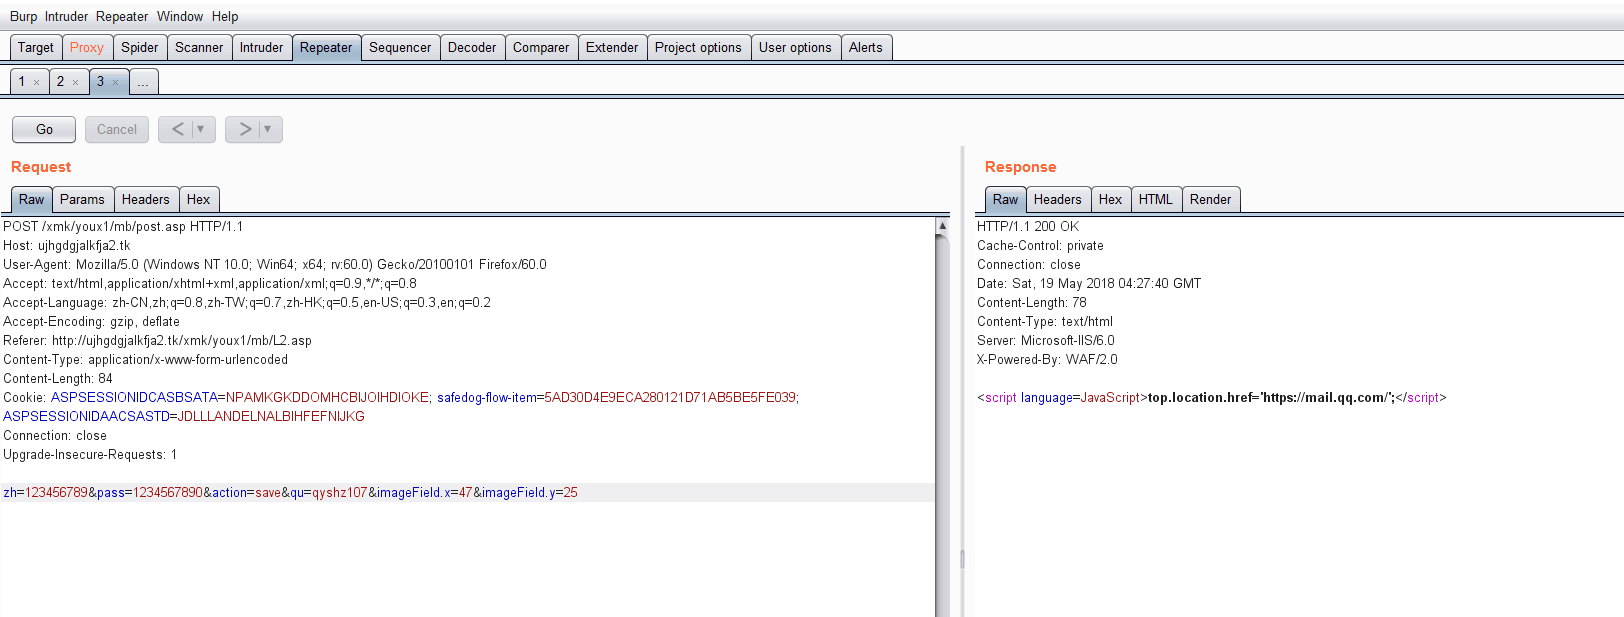 Burp Intruder Repeater Window Help
Target Proxy Spider Scanner Intruder Repeater Sequencer Decoder Comparer Extender Project options User options Alerts
1 × 2 × 3 × ...
Go Cancel < ▼ > ▼
Request
Raw Params Headers Hex
POST /xmk/youx1/mb/post.asp HTTP/1.1
Host: ujhgdgjalkfja2.tk
User-Agent: Mozilla/5.0 (Windows NT 10.0; Win64; x64; rv:60.0) Gecko/20100101 Firefox/60.0
Accept: text/html,application/xhtml+xml,application/xml;q=0.9,*/*;q=0.8
Accept-Language: zh-CN,zh;q=0.8,zh-TW;q=0.7,zh-HK;q=0.5,en-US;q=0.3,en;q=0.2
Accept-Encoding: gzip, deflate
Referer: http://ujhgdgjalkfja2.tk/xmk/youx1/mb/L2.asp
Content-Type: application/x-www-form-urlencoded
Content-Length: 84
Cookie: ASPSESSIONIDCASBSATA=NPAMKGKDDOMHCBIJOIHDIOKE; safedog-flow-item=5AD30D4E9ECA280121D71AB5BE5FE039;
ASPSESSIONIDAACSASTD=JDLLLANDELNALBIHFEFNIJKG
Connection: close
Upgrade-Insecure-Requests: 1
zh=123456789&pass=1234567890&action=save&qu=qyshz107&imageField.x=47&imageField.y=25
Response
Raw Headers Hex HTML Render
HTTP/1.1 200 OK
Cache-Control: private
Connection: close
Date: Sat, 19 May 2018 04:27:40 GMT
Content-Length: 78
Content-Type: text/html
Server: Microsoft-IIS/6.0
X-Powered-By: WAF/2.0
<script language=JavaScript>top.location.href='https://mail.qq.com/';</script>